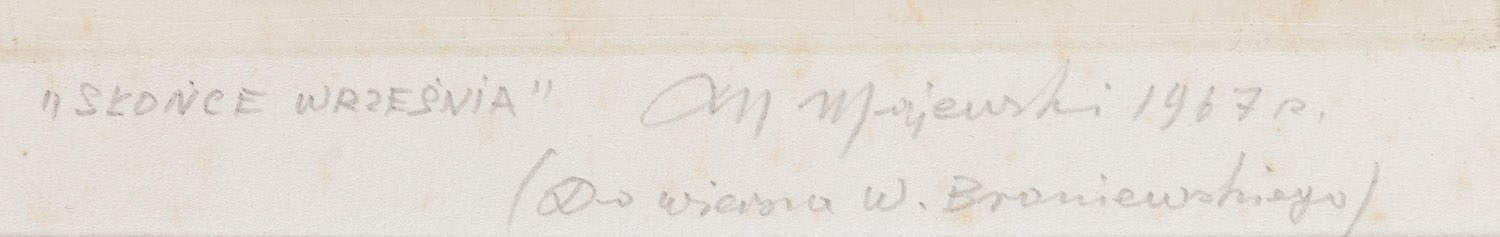 „SŁOŃCE WRZEŚNIA” M Majewski 1967 r.
(Do wiersza W. Broniewskiego)